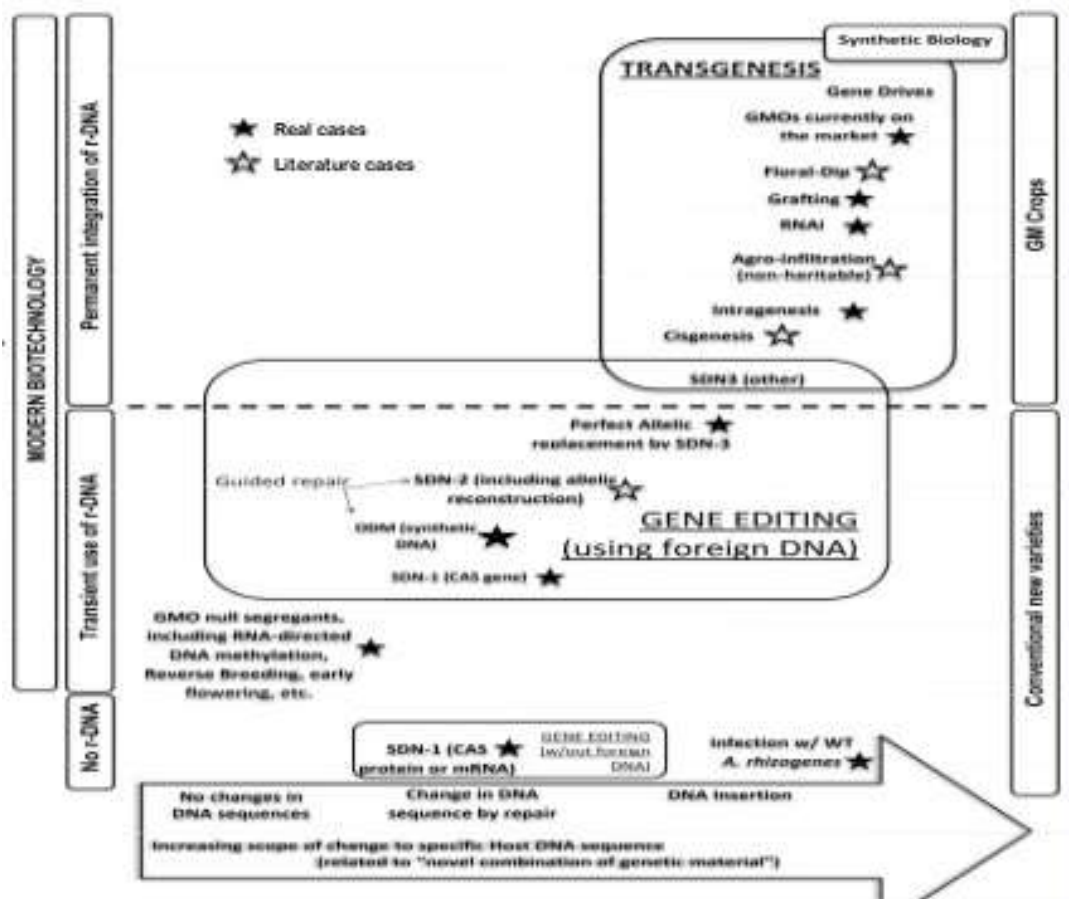 Synthetic Biology
TRANSGENESIS
Gene Drives
GMOs currently on
the market
Real cases
Literature cases
Floral-Dip
Grafting
RNAi
Agro-infiltration
(non-heritable)
Intragenesis
Cisgenesis
SDN3 (other)
Perfect Allelic
replacement by SDN-3
Guided repair
SDN-2 (including allelic
reconstruction)
ODM (synthetic
DNA)
GENE EDITING
(using foreign DNA)
SDN-1 (CAS gene)
GMO null segregants,
including RNA-directed
DNA methylation,
Reverse Breeding, early
flowering, etc.
SDN-1 (CAS
protein or mRNA)
GENE EDITING
(w/out foreign
DNA)
Infection w/ WT
A. rhizogenes
No changes in
DNA sequences
Change in DNA
sequence by repair
DNA Insertion
Increasing scope of change to specific Host DNA sequence
(related to "novel combination of genetic material")
MODERN BIOTECHNOLOGY
Permanent integration of r-DNA
Transient use of r-DNA
No r-DNA
GM Crops
Conventional new varieties